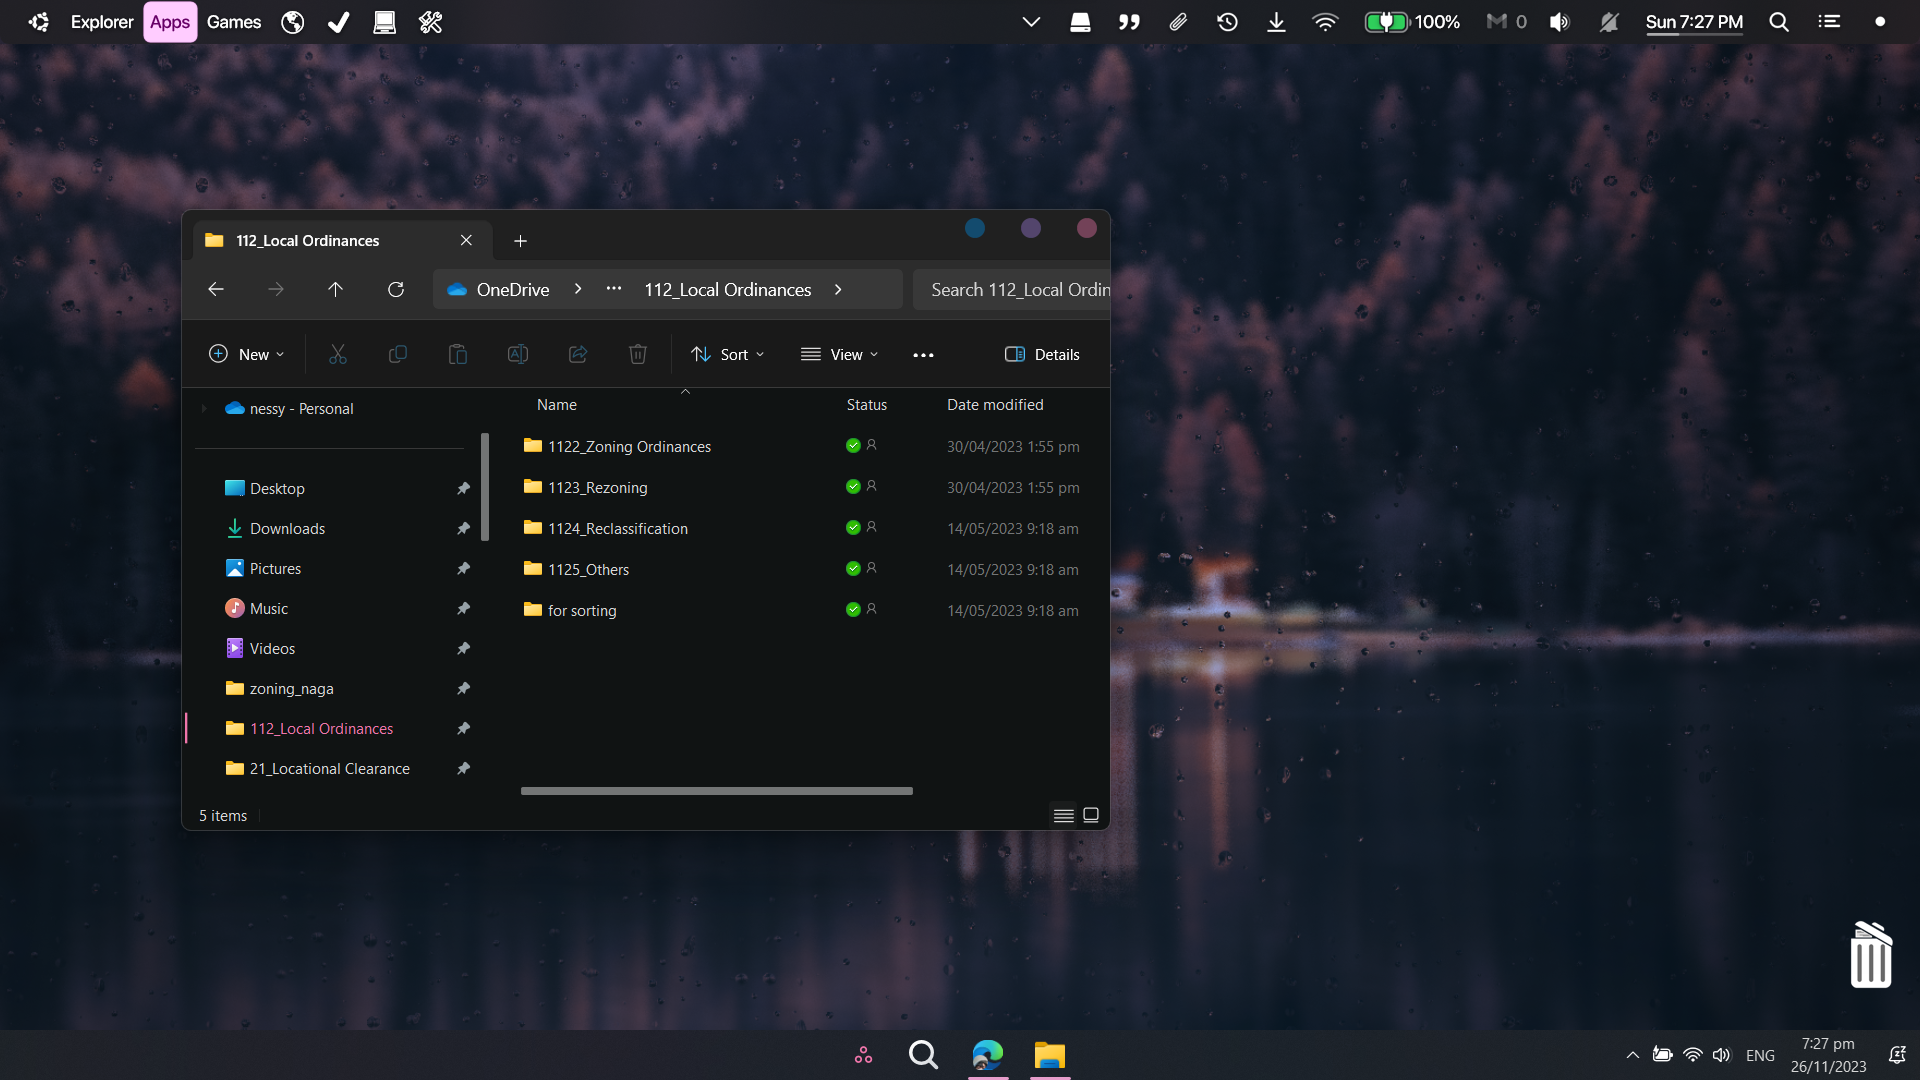 Explorer Apps Games
100% 0 Sun 7:27 PM
112_Local Ordinances
OneDrive 112_Local Ordinances
Search 112_Local Ordin
New Sort View Details
nessy - Personal
Desktop
Downloads
Pictures
Music
Videos
zoning_naga
112_Local Ordinances
21_Locational Clearance
Name Status Date modified
1122_Zoning Ordinances 30/04/2023 1:55 pm
1123_Rezoning 30/04/2023 1:55 pm
1124_Reclassification 14/05/2023 9:18 am
1125_Others 14/05/2023 9:18 am
for sorting 14/05/2023 9:18 am
5 items
ENG
7:27 pm
26/11/2023